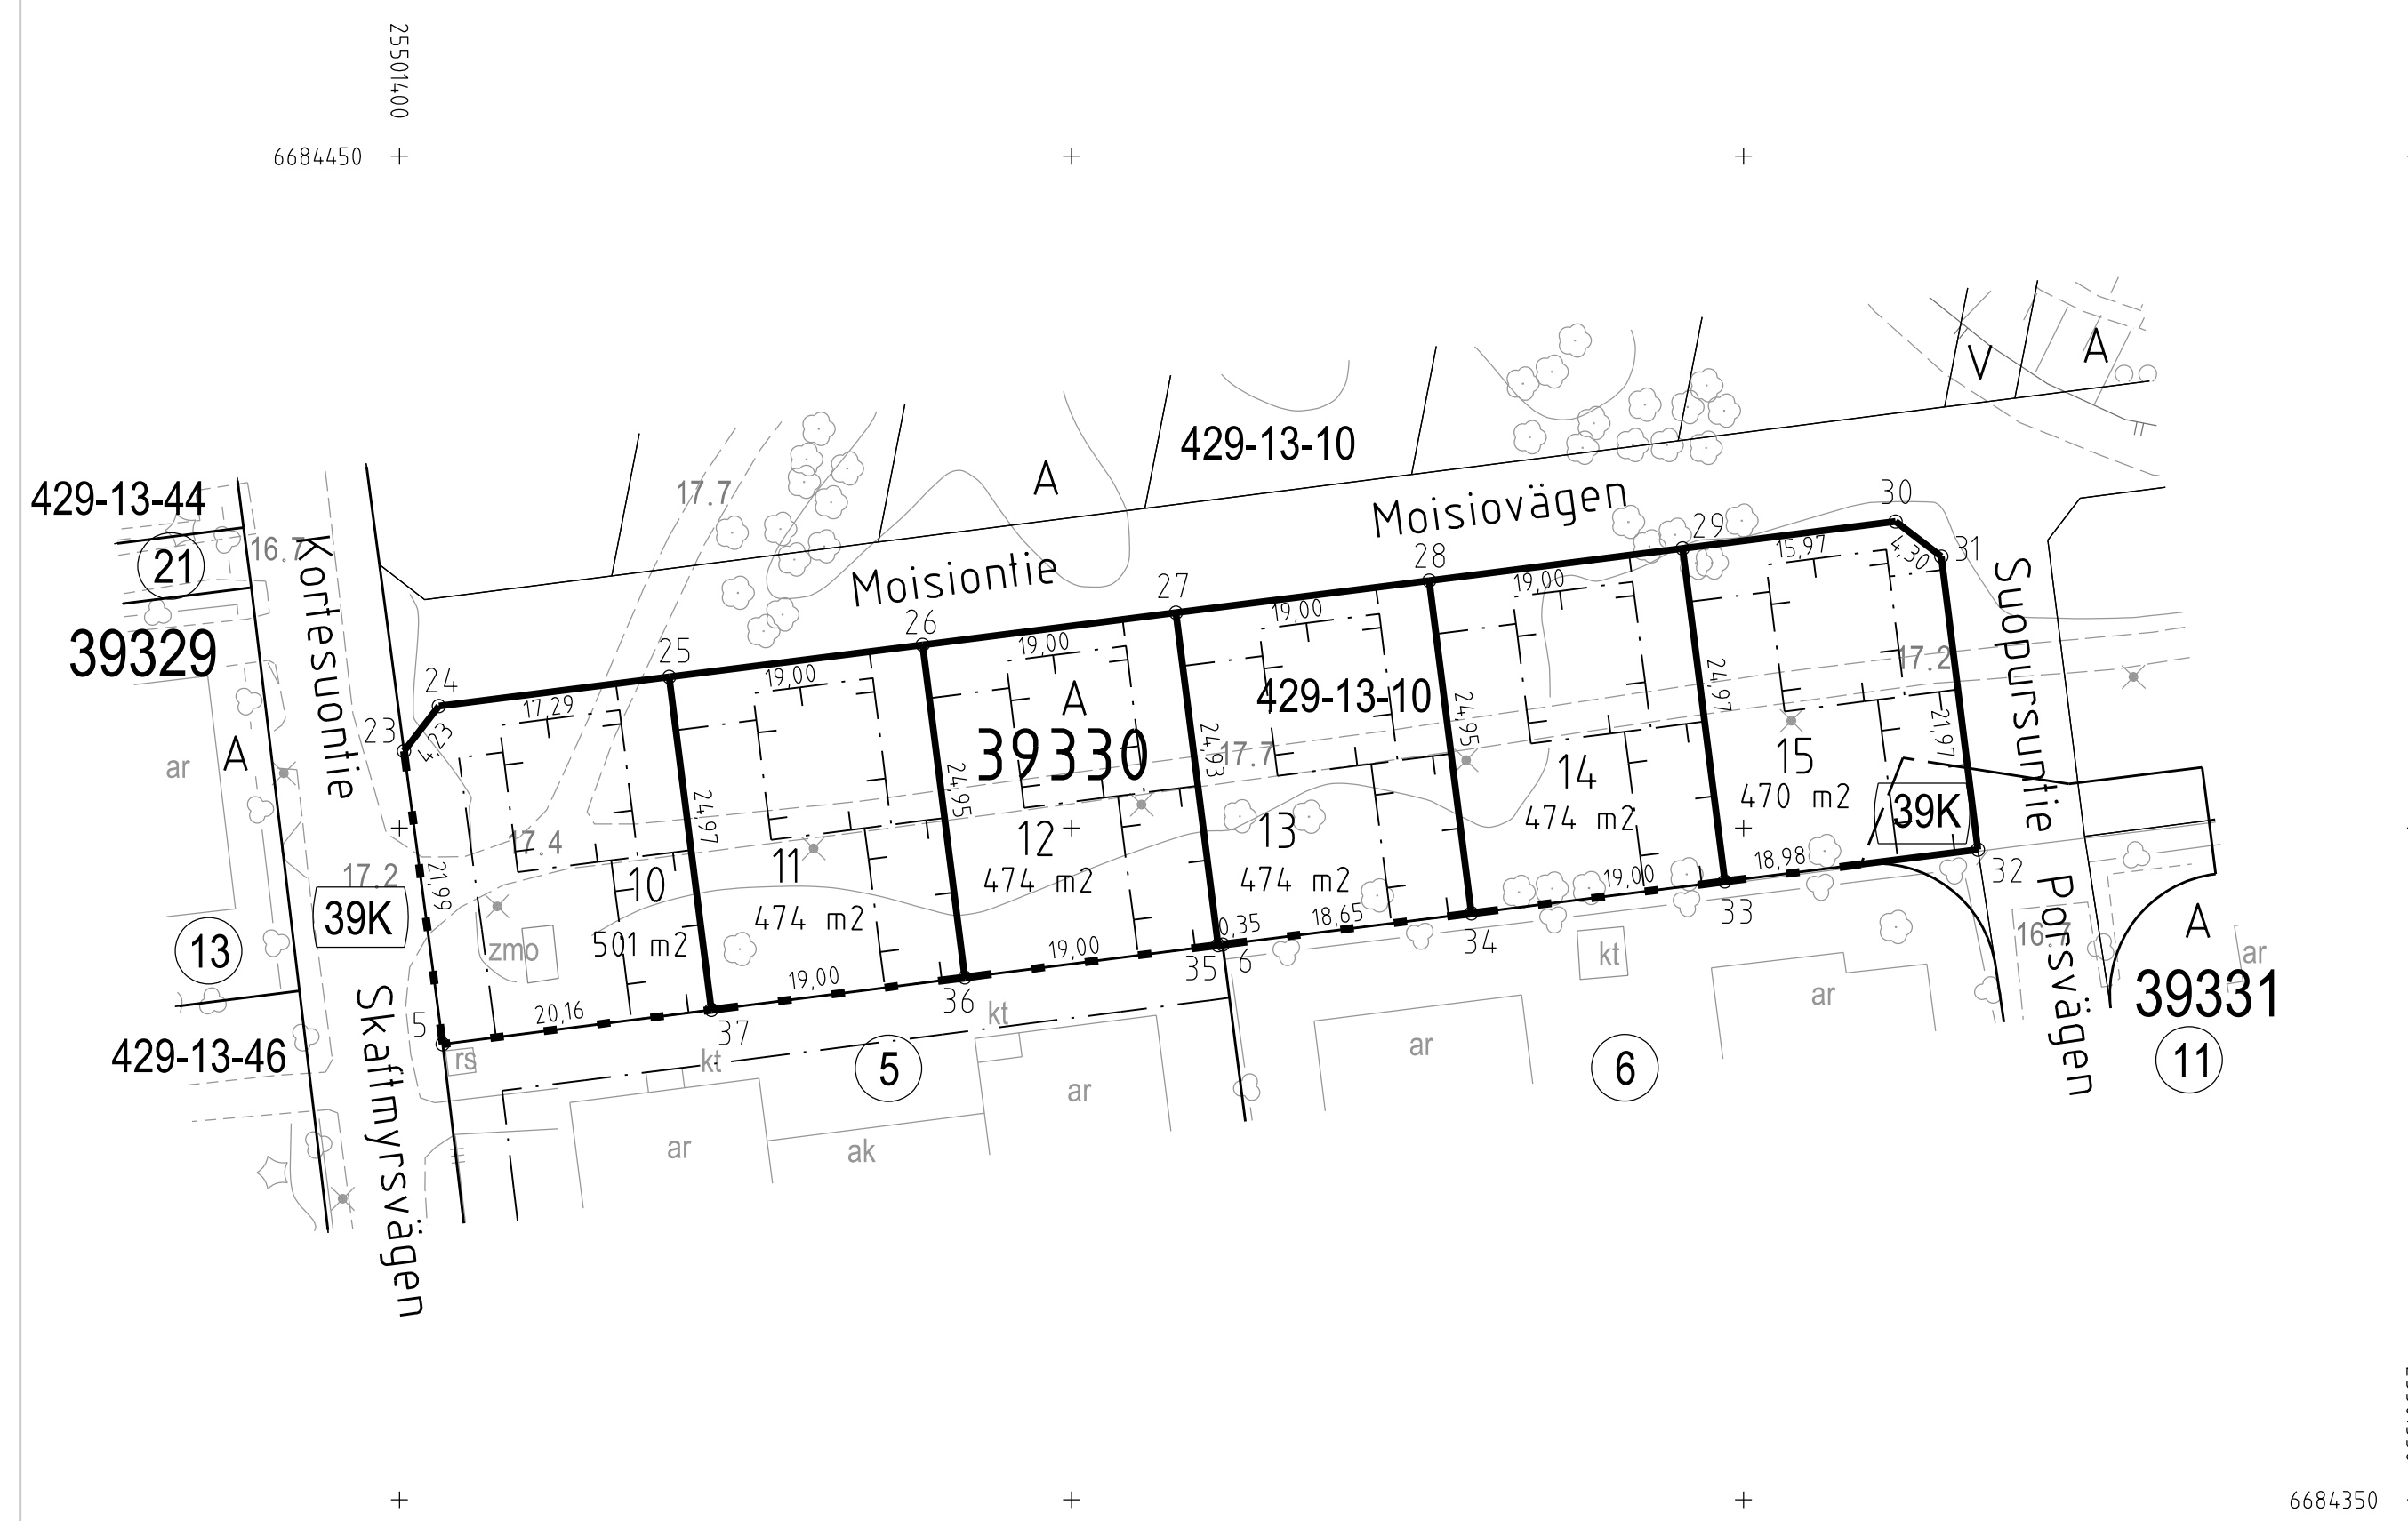 25501400
6684450
429-13-44
21
16.7
39329
A
ar
Kortesuontie
17.7
A
429-13-10
V
A
Moisiontie
Moisiovägen
23
24
25
26
27
28
29
30
31
4,23
17,29
19,00
19,00
19,00
19,00
15,97
4,30
Suopursuntie
17.2
A
39330
429-13-10
17.7
21,99
24,97
24,95
24,93
24,95
24,97
21,97
17.4
17.2
39K
10
501 m2
11
474 m2
12
474 m2
13
474 m2
14
474 m2
15
470 m2
39K
zmo
13
Skaftmyrsvägen
5
20,16
37
19,00
36
19,00
35
0,35
6
18,65
34
19,00
33
18,98
32
Porsvägen
16.7
A
ar
39331
11
429-13-46
rs
kt
kt
kt
5
6
ar
ar
ar
ar
ak
6684350